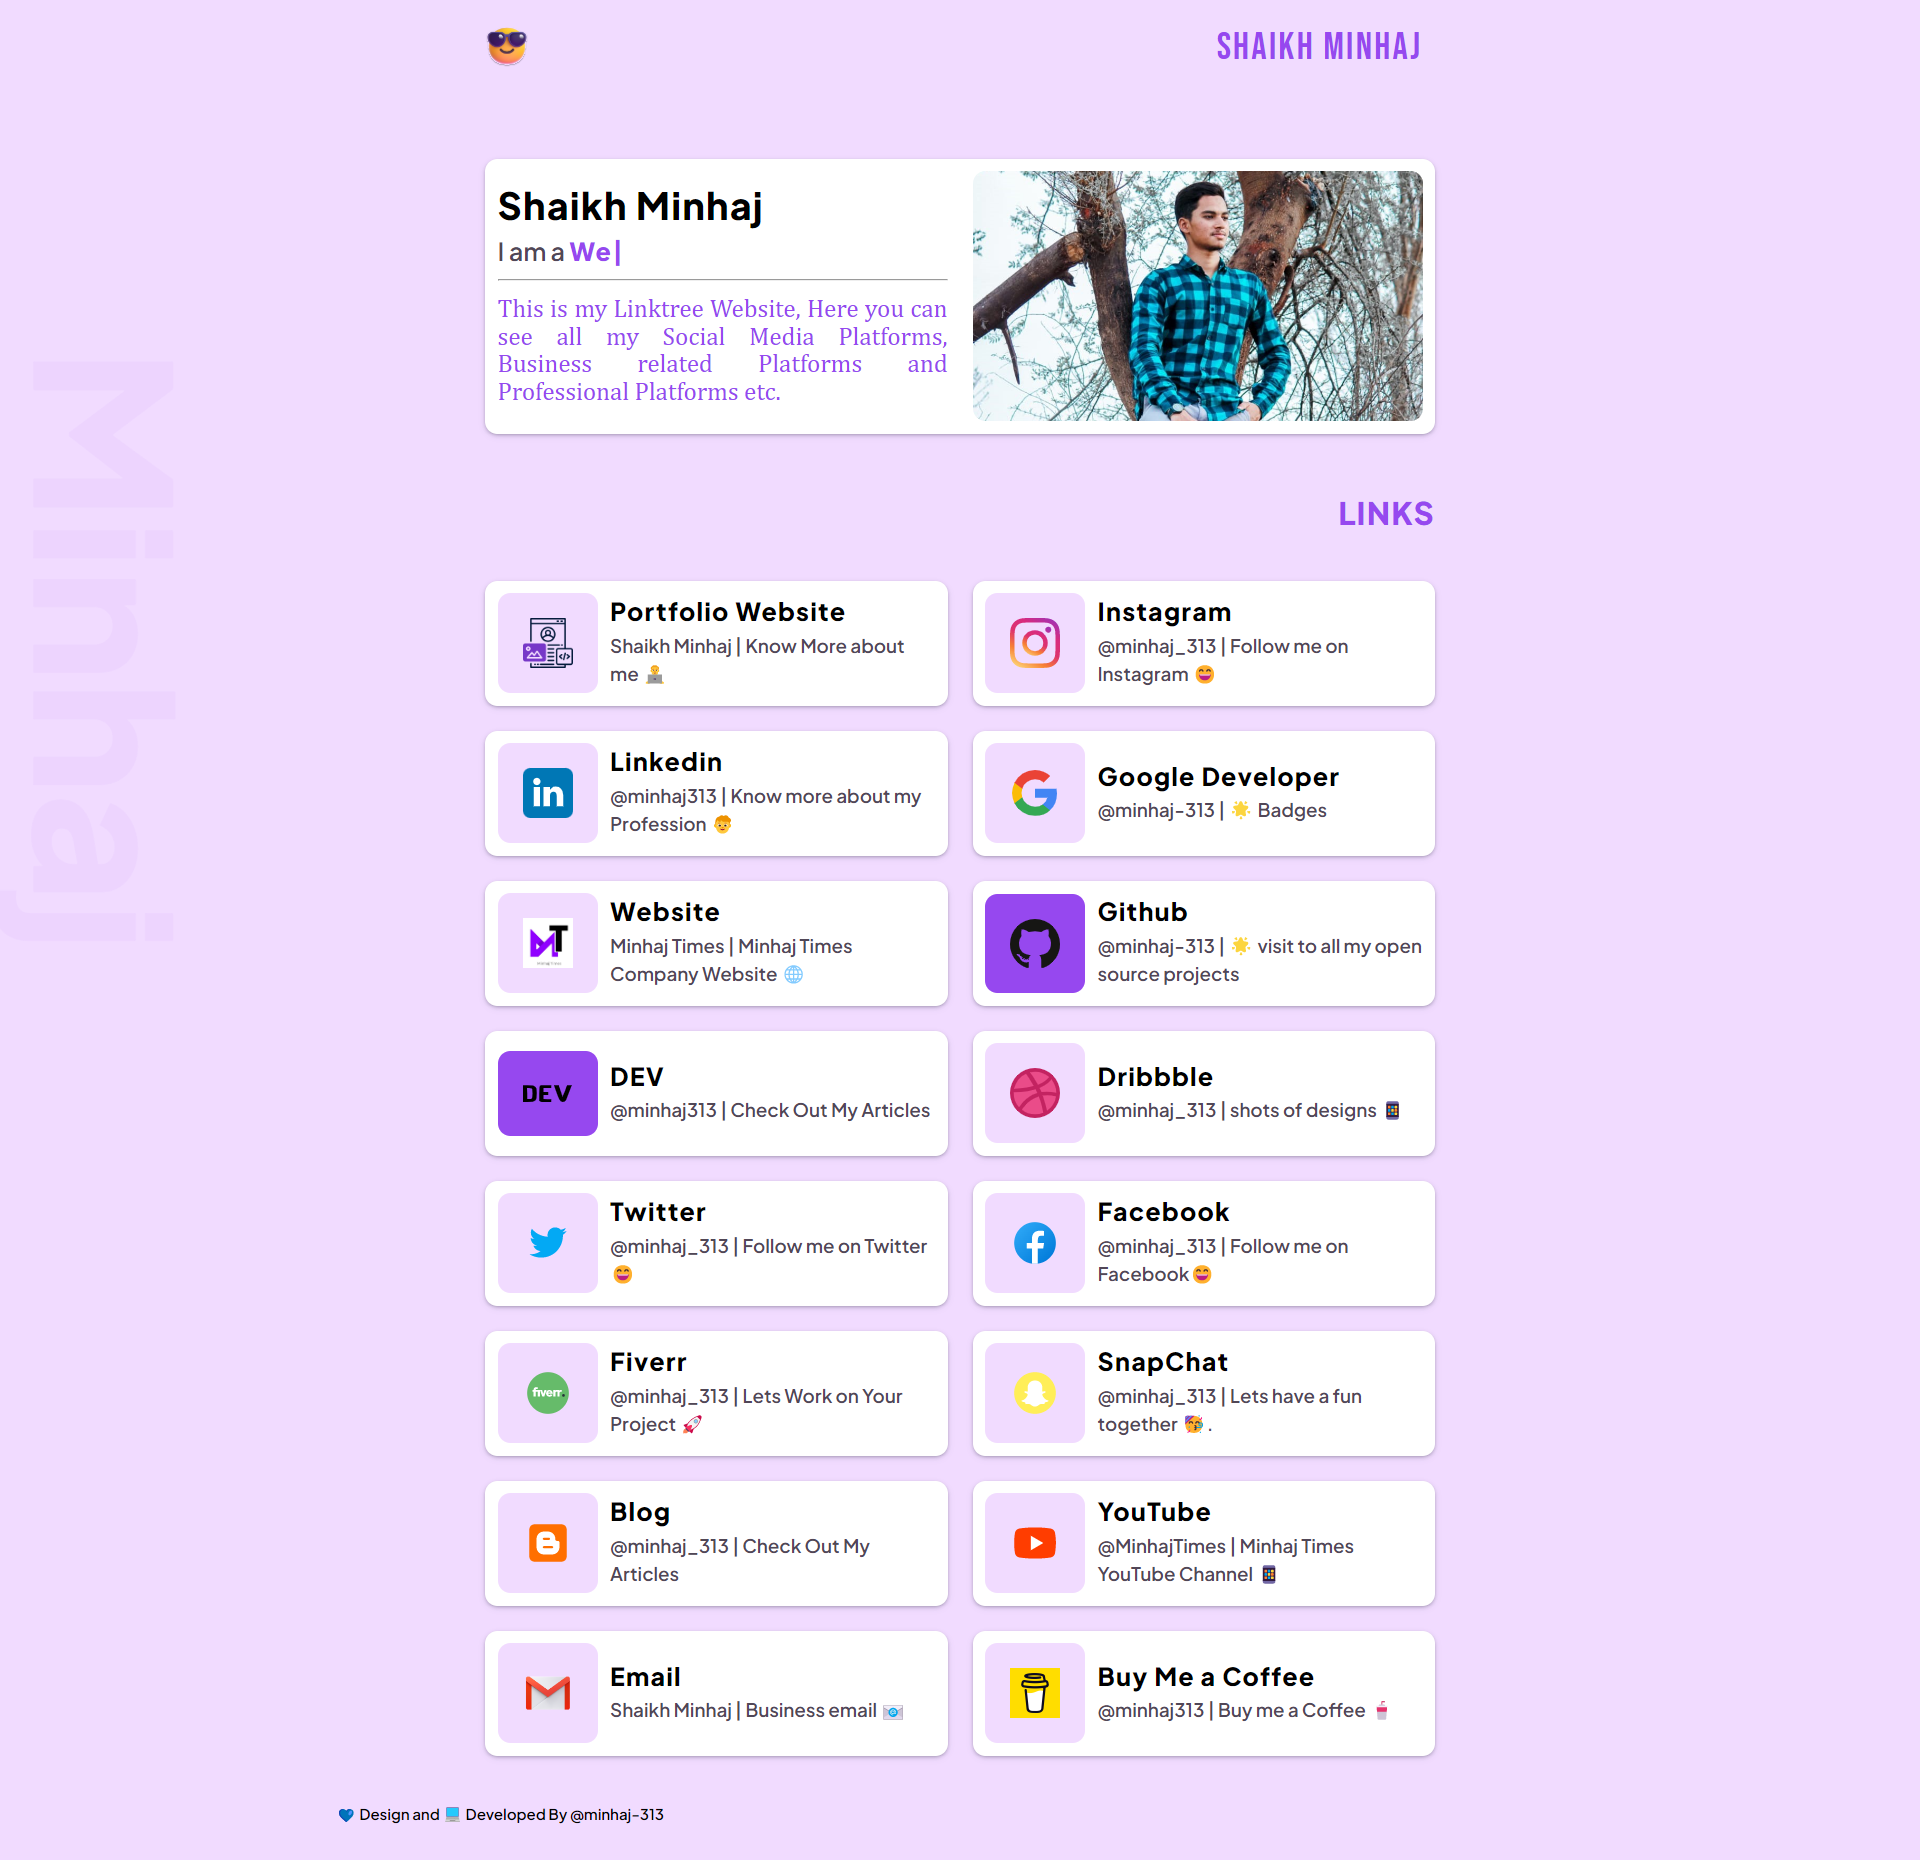 SHAIKH MINHAJ
Shaikh Minhaj
I am a We|
This is my Linktree Website, Here you can
see all my Social Media Platforms,
Business related Platforms and
Professional Platforms etc.
Minhaj
LINKS
Portfolio Website
Shaikh Minhaj | Know More about
me 👨‍💻
Instagram
@minhaj_313 | Follow me on
Instagram 😄
Linkedin
@minhaj313 | Know more about my
Profession 👨
Google Developer
@minhaj-313 | 🌟 Badges
Website
Minhaj Times | Minhaj Times
Company Website 🌐
Github
@minhaj-313 | 🌟 visit to all my open
source projects
DEV
DEV
@minhaj313 | Check Out My Articles
Dribbble
@minhaj_313 | shots of designs 📱
Twitter
@minhaj_313 | Follow me on Twitter
😄
Facebook
@minhaj_313 | Follow me on
Facebook😄
fiverr.
Fiverr
@minhaj_313 | Lets Work on Your
Project 🚀
SnapChat
@minhaj_313 | Lets have a fun
together 🥳 .
Blog
@minhaj_313 | Check Out My
Articles
YouTube
@MinhajTimes | Minhaj Times
YouTube Channel 📱
Email
Shaikh Minhaj | Business email 📧
Buy Me a Coffee
@minhaj313 | Buy me a Coffee 🥤
💙 Design and 💻 Developed By @minhaj-313